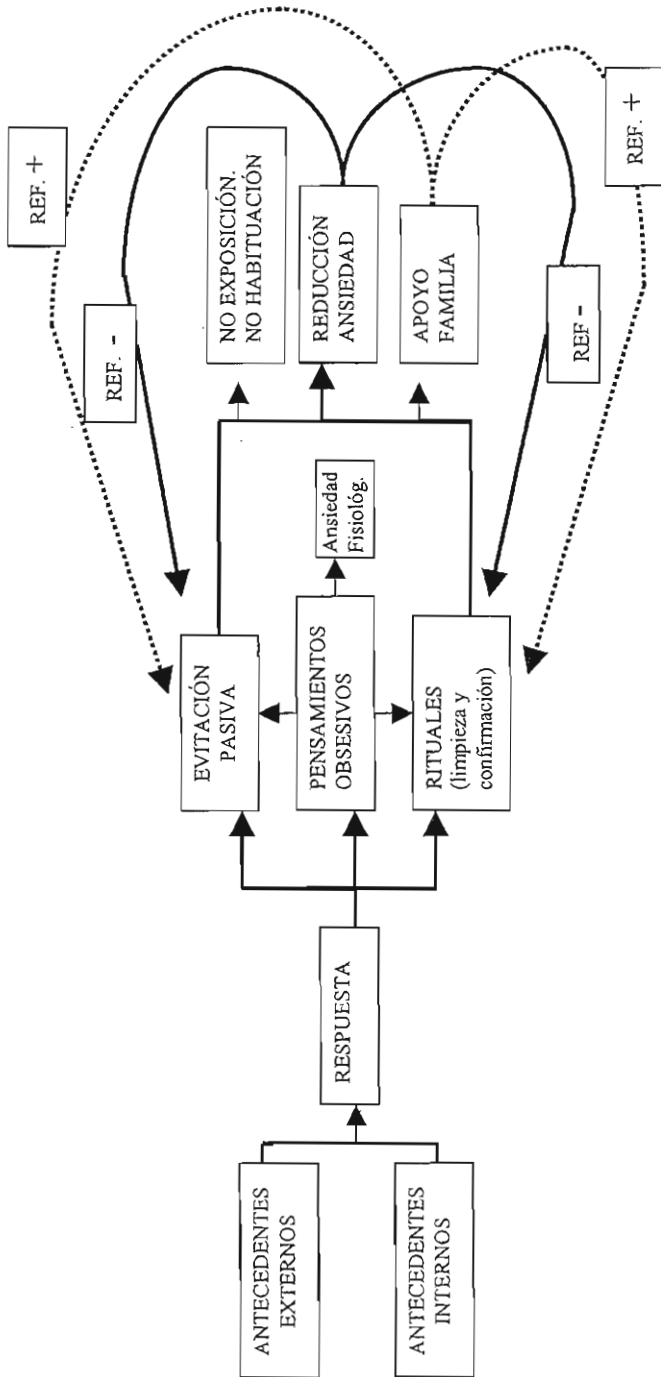 ANTECEDENTES
EXTERNOS
ANTECEDENTES
INTERNOS
RESPUESTA
EVITACIÓN
PASIVA
PENSAMIENTOS
OBSESIVOS
RITUALES
(limpieza y
confirmación)
Ansiedad
Fisiológ.
NO EXPOSICIÓN.
NO HABITUACIÓN
REDUCCIÓN
ANSIEDAD
APOYO
FAMILIA
REF. -
REF. +
REF -
REF. +